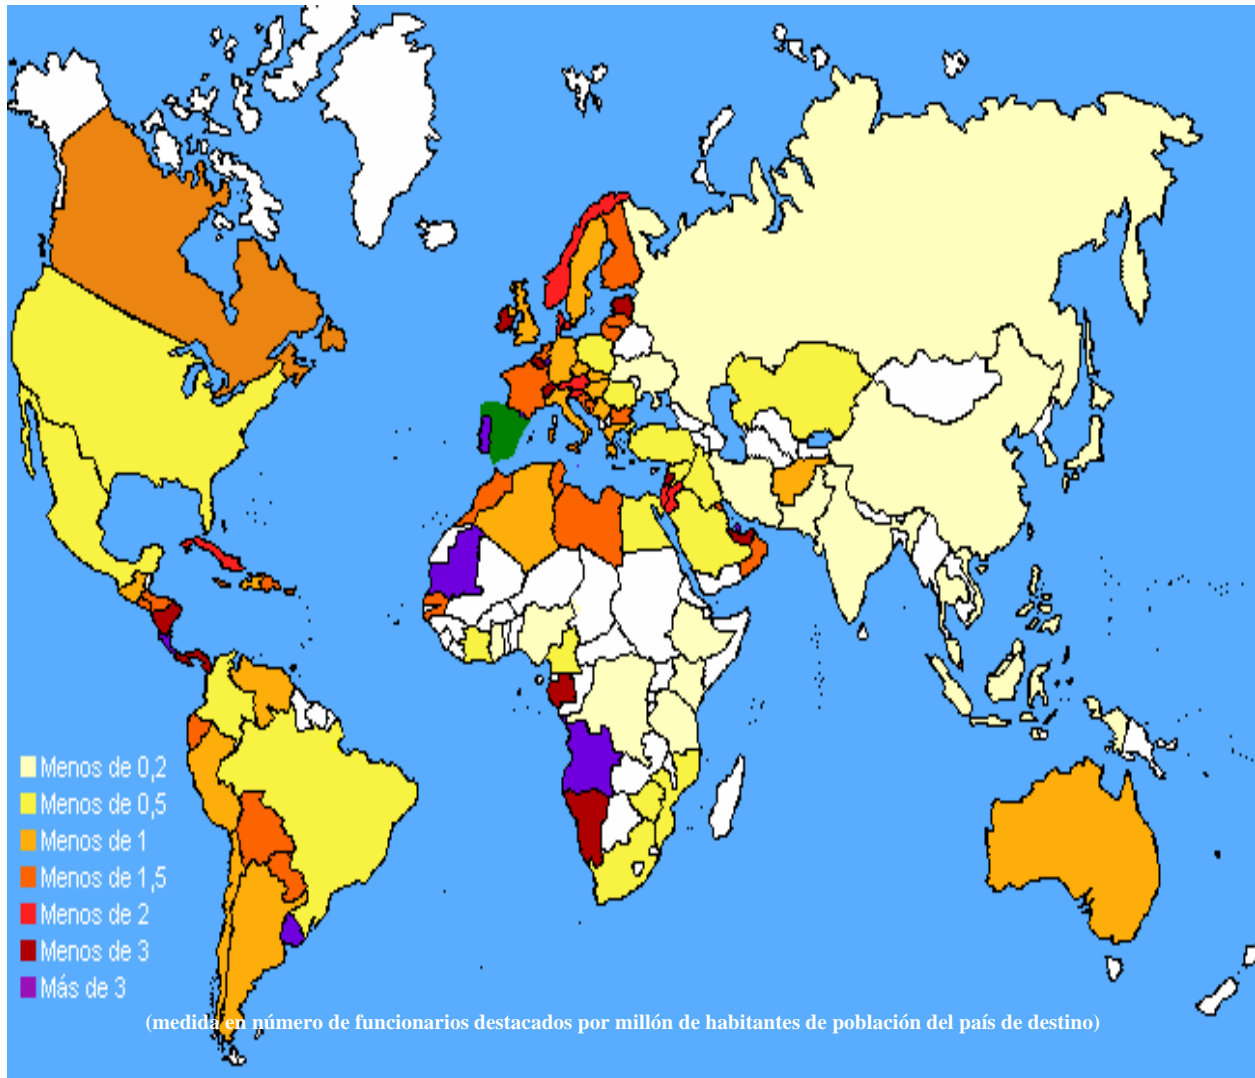 Menos de 0,2
Menos de 0,5
Menos de 1
Menos de 1,5
Menos de 2
Menos de 3
Más de 3
(medida en número de funcionarios destacados por millón de habitantes de población del país de destino)